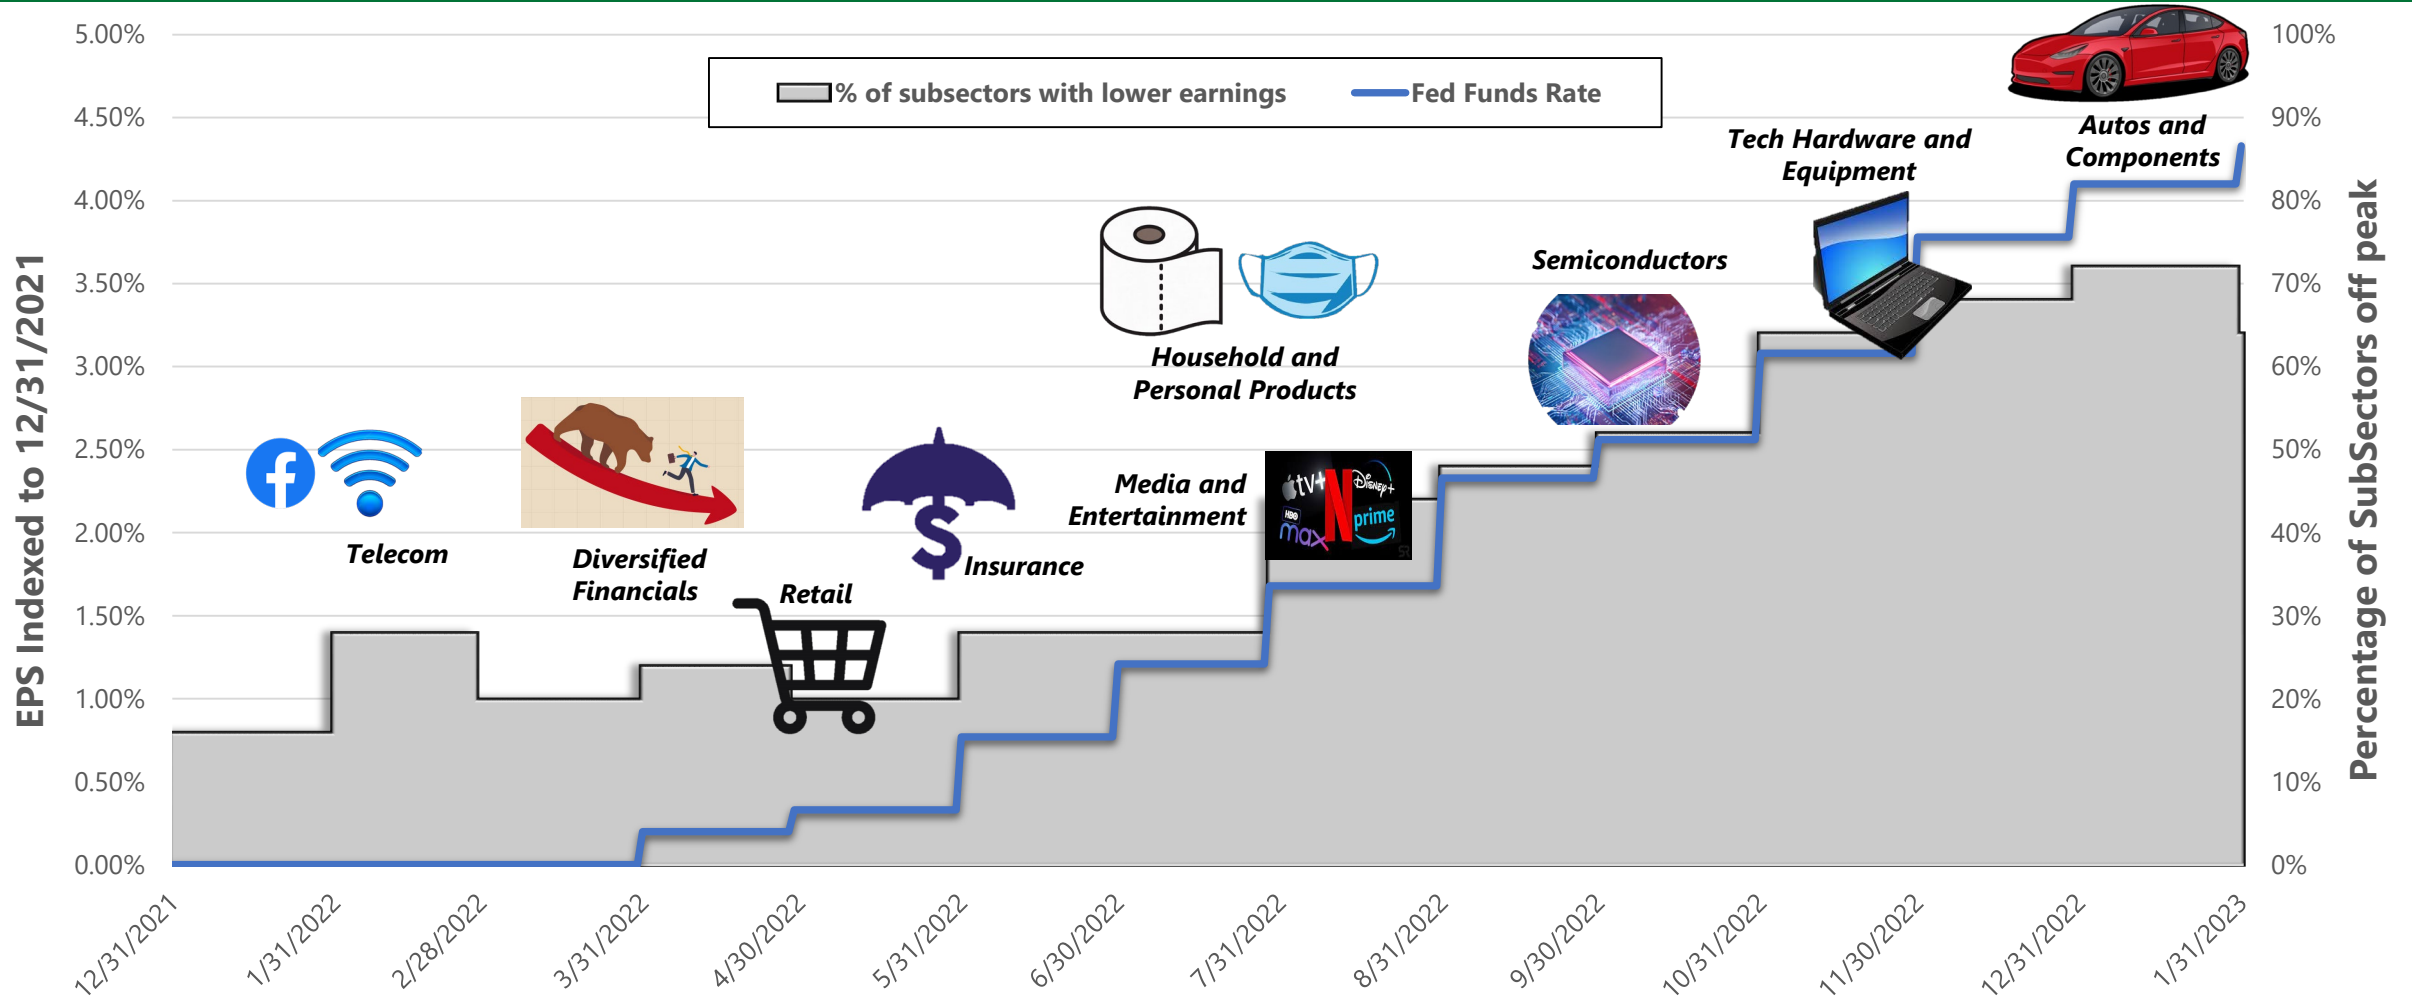 % of subsectors with lower earnings
Fed Funds Rate
EPS Indexed to 12/31/2021
5.00%
4.50%
4.00%
3.50%
3.00%
2.50%
2.00%
1.50%
1.00%
0.50%
0.00%
Telecom
Diversified
Financials
Retail
$
Insurance
Household and
Personal Products
Media and
Entertainment
tv+
N
Disney+
HBO
max
prime
Semiconductors
Tech Hardware and
Equipment
Autos and
Components
100%
90%
80%
70%
60%
50%
40%
30%
20%
10%
0%
Percentage of SubSectors off peak
12/31/2021
1/31/2022
2/28/2022
3/31/2022
4/30/2022
5/31/2022
6/30/2022
7/31/2022
8/31/2022
9/30/2022
10/31/2022
11/30/2022
12/31/2022
1/31/2023